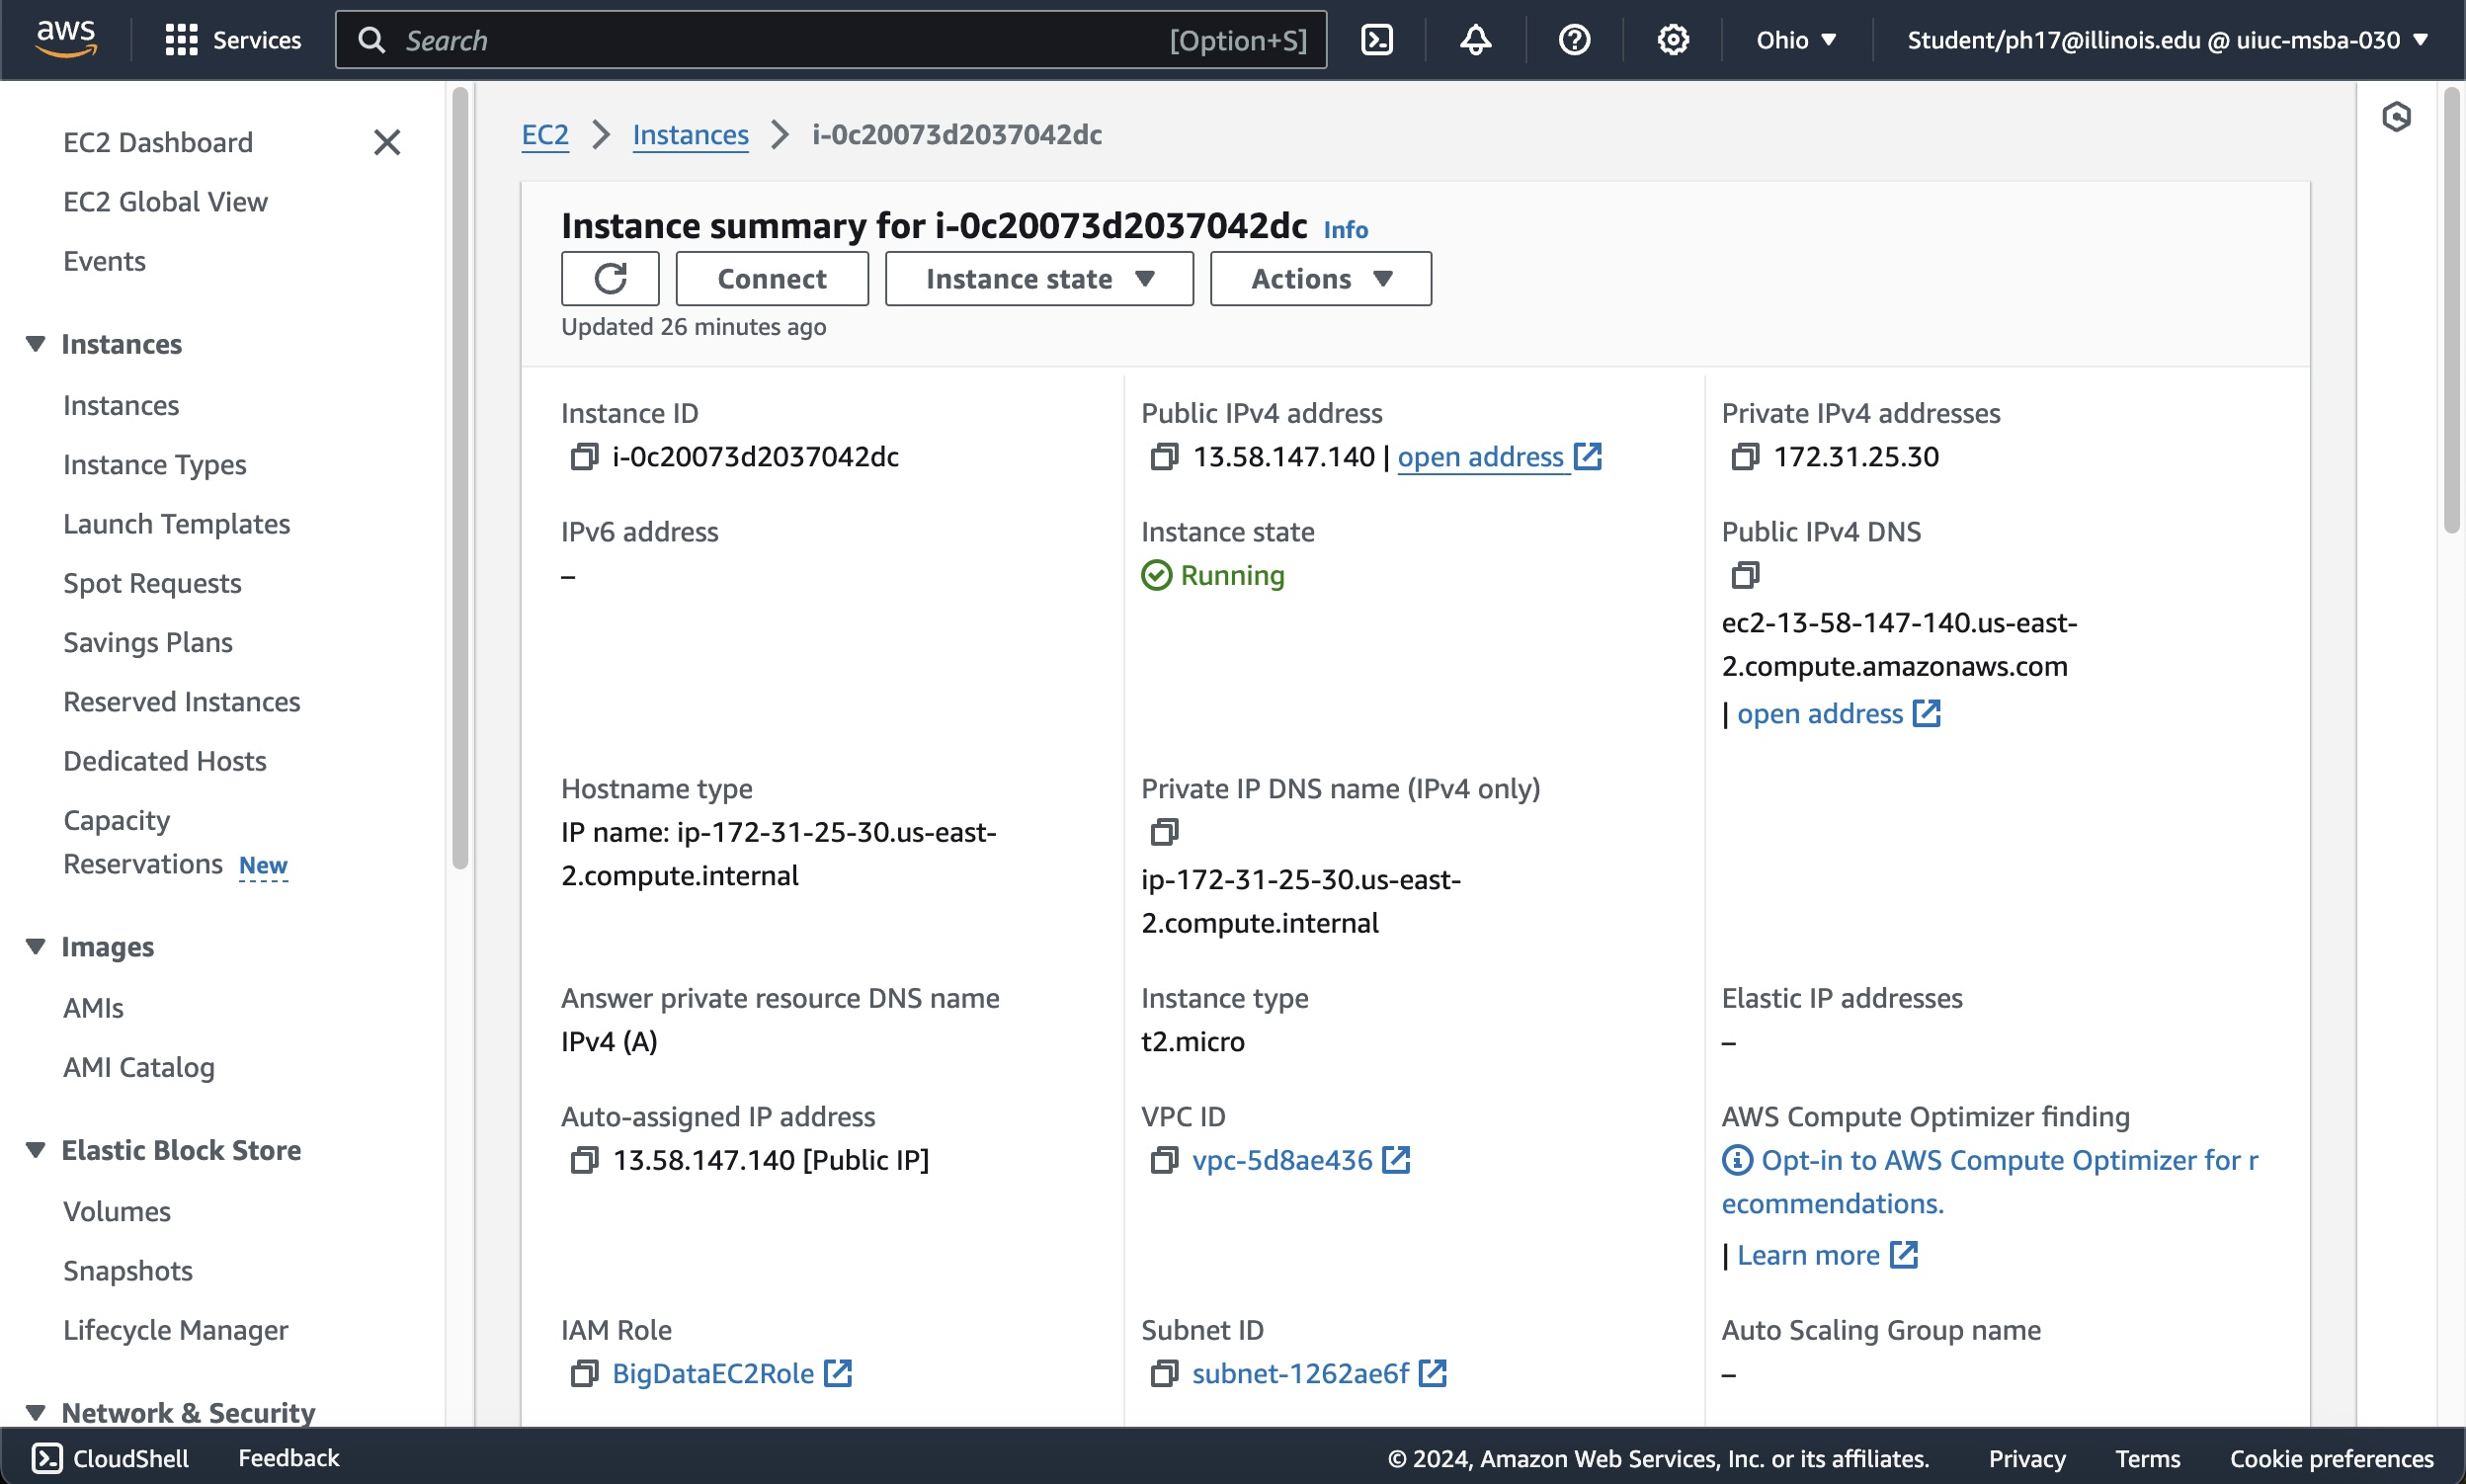 aws
Services
Search
[Option+S]
Ohio
Student/ph17@illinois.edu @ uiuc-msba-030
EC2 Dashboard
EC2 Global View
Events
Instances
Instances
Instance Types
Launch Templates
Spot Requests
Savings Plans
Reserved Instances
Dedicated Hosts
Capacity
Reservations New
Images
AMIs
AMI Catalog
Elastic Block Store
Volumes
Snapshots
Lifecycle Manager
Network & Security
EC2
Instances
i-0c20073d2037042dc
Instance summary for i-0c20073d2037042dc Info
Connect
Instance state
Actions
Updated 26 minutes ago
Instance ID
i-0c20073d2037042dc
Public IPv4 address
13.58.147.140 | open address
Private IPv4 addresses
172.31.25.30
IPv6 address
–
Instance state
Running
Public IPv4 DNS
ec2-13-58-147-140.us-east-
2.compute.amazonaws.com
| open address
Hostname type
IP name: ip-172-31-25-30.us-east-
2.compute.internal
Private IP DNS name (IPv4 only)
ip-172-31-25-30.us-east-
2.compute.internal
Answer private resource DNS name
IPv4 (A)
Instance type
t2.micro
Elastic IP addresses
–
Auto-assigned IP address
13.58.147.140 [Public IP]
VPC ID
vpc-5d8ae436
AWS Compute Optimizer finding
Opt-in to AWS Compute Optimizer for r
ecommendations.
| Learn more
IAM Role
BigDataEC2Role
Subnet ID
subnet-1262ae6f
Auto Scaling Group name
–
CloudShell
Feedback
© 2024, Amazon Web Services, Inc. or its affiliates.
Privacy
Terms
Cookie preferences